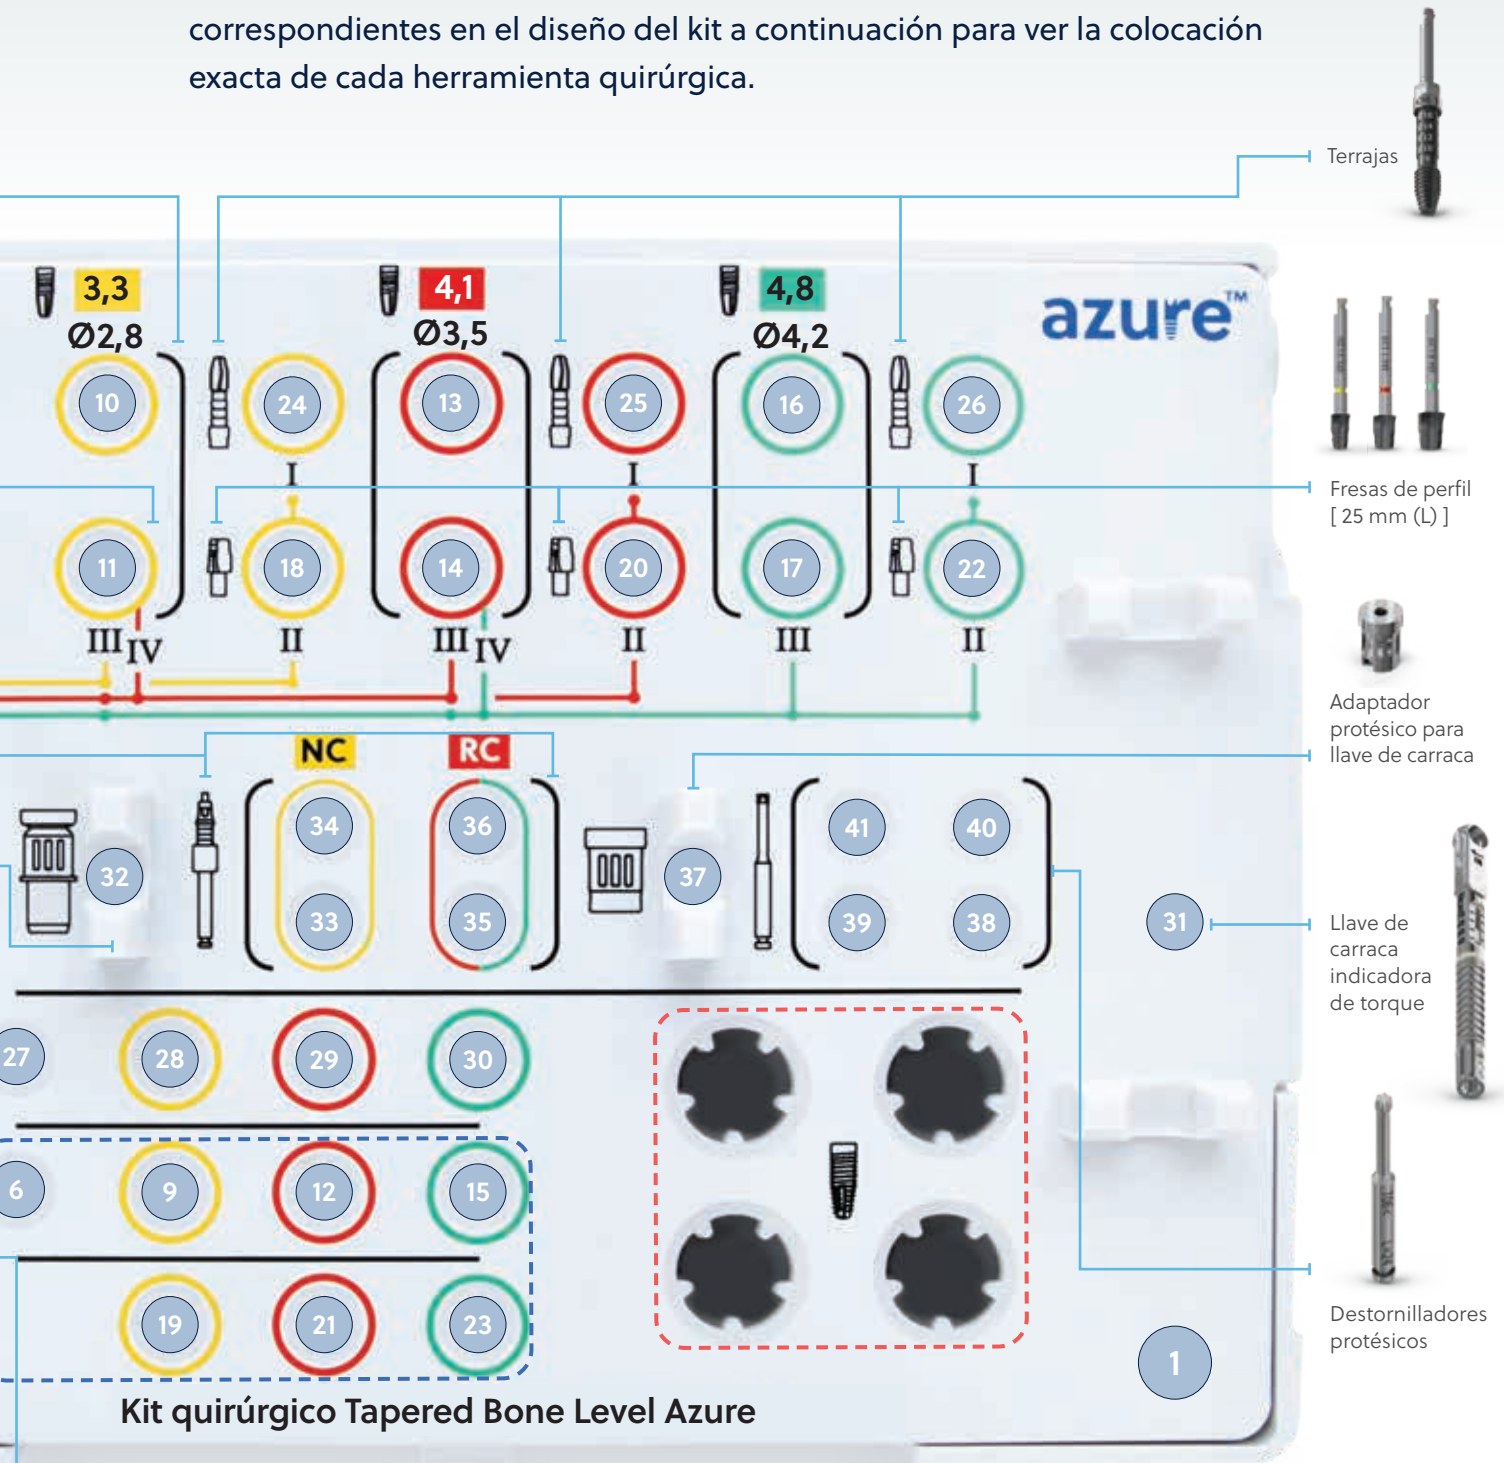 correspondientes en el diseño del kit a continuación para ver la colocación
exacta de cada herramienta quirúrgica.
Terrajas
3,3
4,1
4,8
azure™
Ø2,8
Ø3,5
Ø4,2
10
24
13
25
16
26
I
I
I
Fresas de perfil
[ 25 mm (L) ]
11
18
14
20
17
22
III
IV
II
III
IV
II
III
II
Adaptador
protésico para
llave de carraca
NC
RC
34
36
41
40
32
37
33
35
39
38
31
Llave de
carraca
indicadora
de torque
27
28
29
30
6
9
12
15
19
21
23
Destornilladores
protésicos
1
Kit quirúrgico Tapered Bone Level Azure